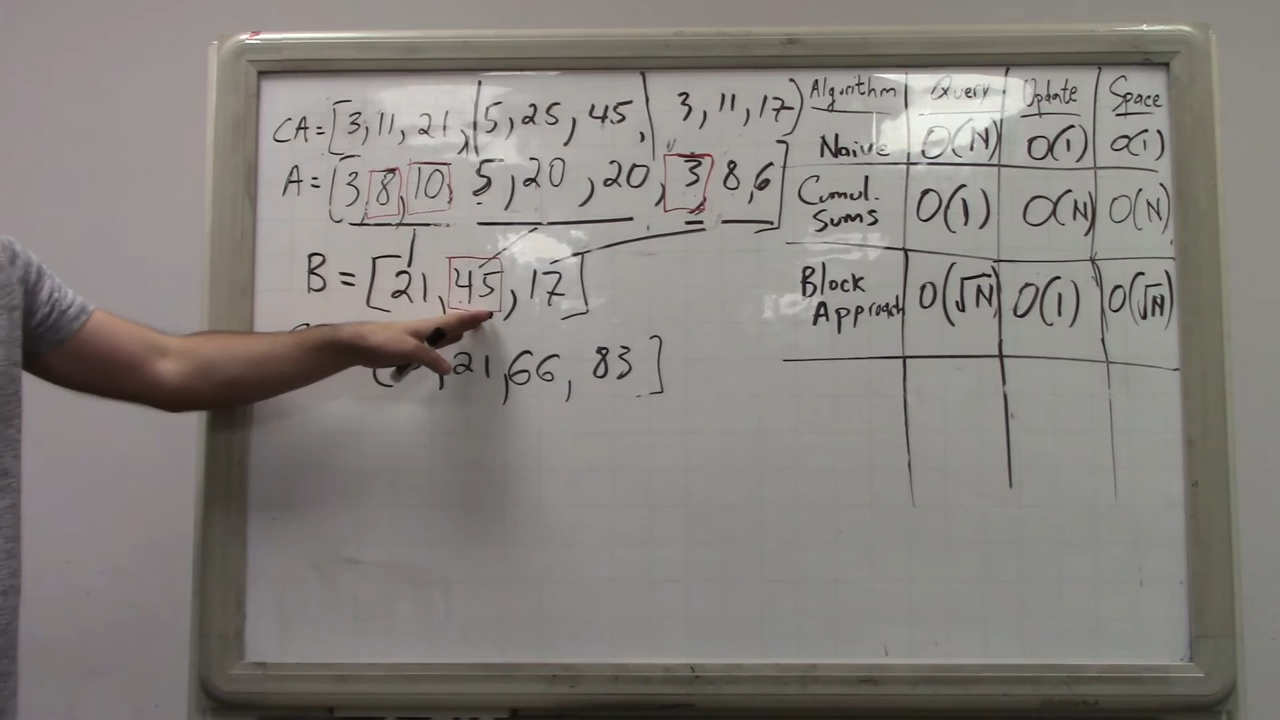 CA = [3, 11, 21, | 5, 25, 45, | 3, 11, 17)
A = [3, 8, 10, 5, 20, 20, 3 8, 6]
B = [21, 45, 17]
, 21, 66, 83]
Algorithm Query Update Space
Naive O(N) O(1) O(1)
Cumul. Sums O(1) O(N) O(N)
Block Approach O(√N) O(1) O(√N)